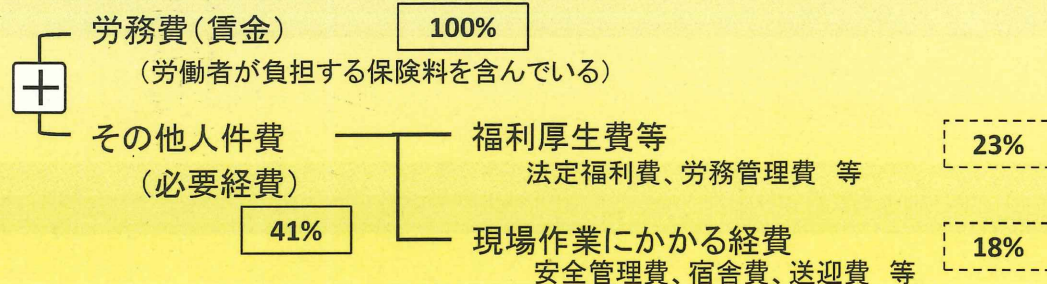 労務費(賃金) 100%
(労働者が負担する保険料を含んでいる)
+
その他人件費 福利厚生費等 23%
(必要経費) 法定福利費、労務管理費 等
41% 現場作業にかかる経費 18%
安全管理費、宿舎費、送迎費 等